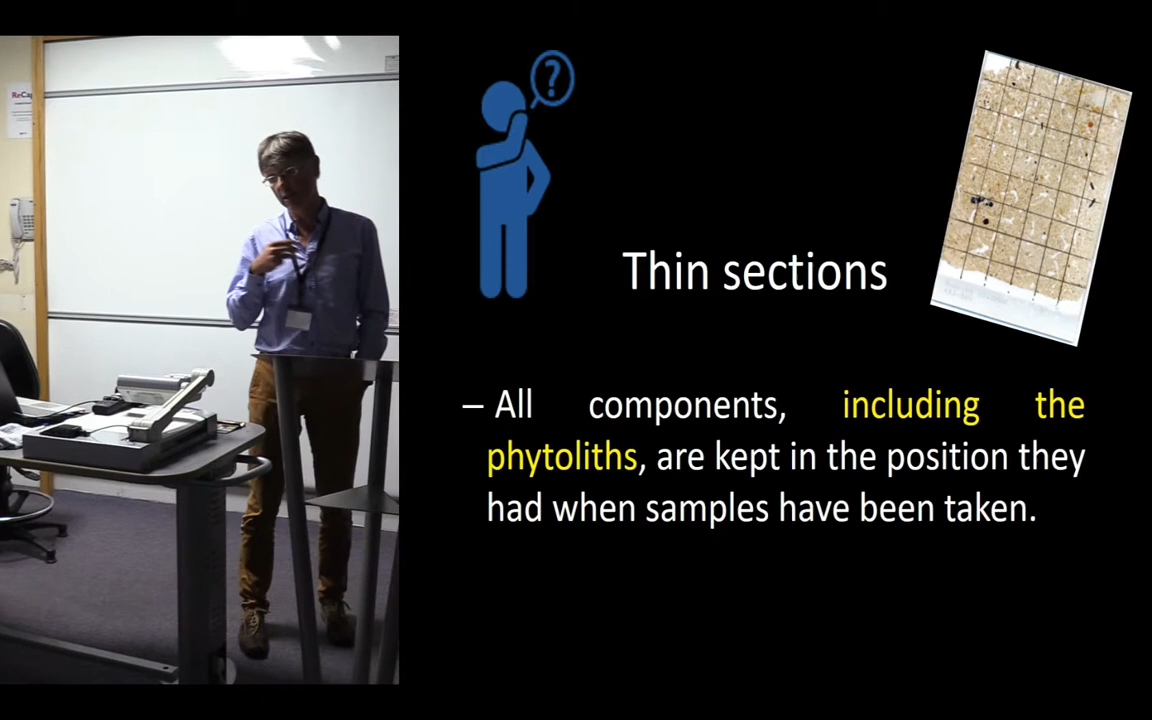 ReCap
?
Thin sections
– All components, including the
phytoliths, are kept in the position they
had when samples have been taken.